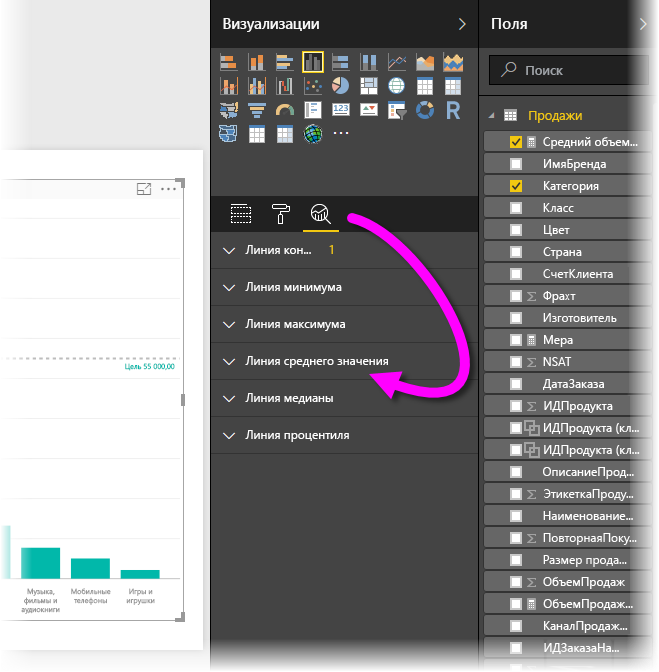 Визуализации
Поля
Поиск
123
R
Продажи
Средний объем...
ИмяБренда
Категория
Класс
Цвет
Страна
СчетКлиента
Фрахт
Изготовитель
Мера
NSAT
ДатаЗаказа
ИДПродукта
ИДПродукта (кл...
ИДПродукта (кл...
ОписаниеПрод...
ЭтикеткаПроду...
Наименование...
ПовторнаяПоку...
Размер прода...
ОбъемПродаж
ОбъемПродаж...
КаналПродаж...
ИДЗаказаНа...
Линия кон... 1
Линия минимума
Линия максимума
Линия среднего значения
Линия медианы
Линия процентиля
Цель 55 000,00
Музыка,
фильмы и
аудиокниги
Мобильные
телефоны
Игры и
игрушки